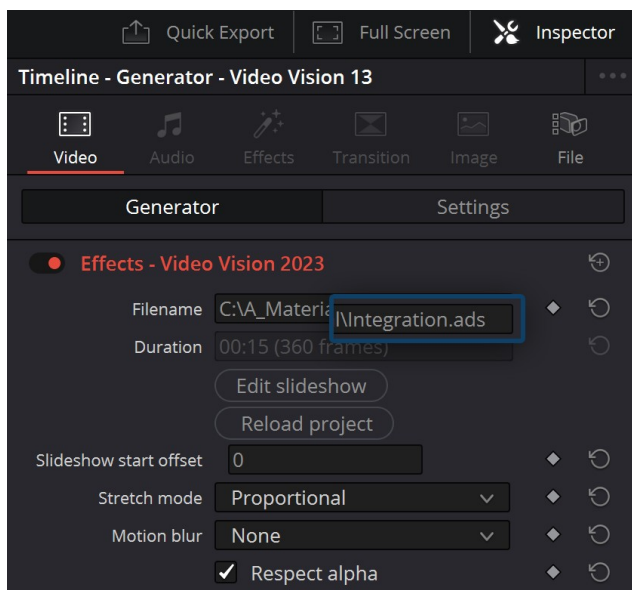 Quick Export Full Screen Inspector
Timeline - Generator - Video Vision 13
Video Audio Effects Transition Image File
Generator Settings
Effects - Video Vision 2023
Filename C:\A_Materia l\Integration.ads
Duration 00:15 (360 frames)
Edit slideshow
Reload project
Slideshow start offset 0
Stretch mode Proportional
Motion blur None
Respect alpha